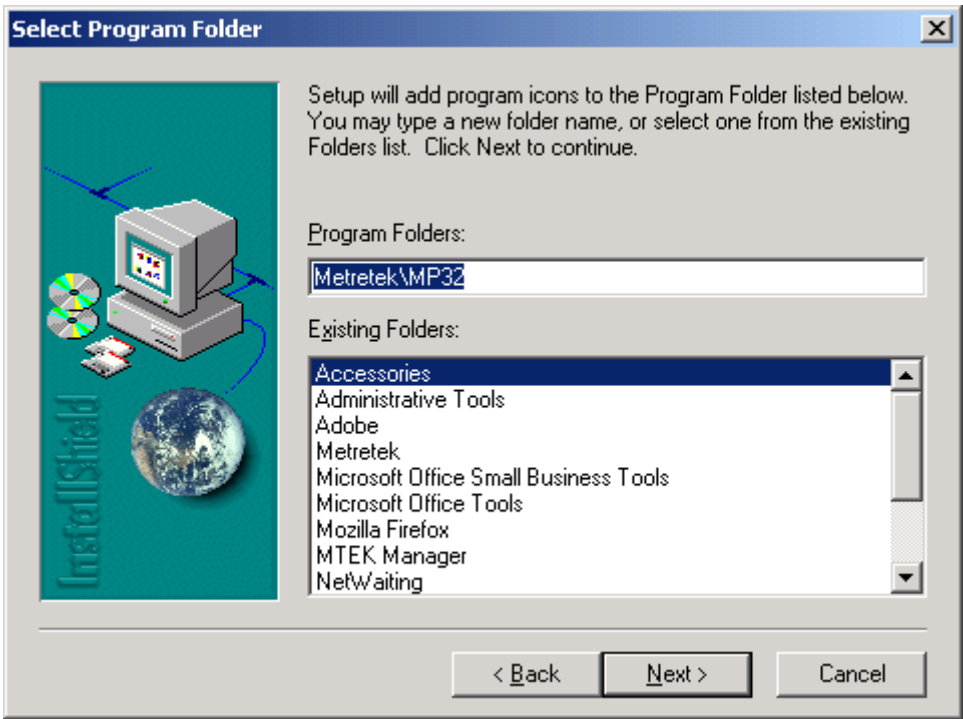 Select Program Folder
Setup will add program icons to the Program Folder listed below.
You may type a new folder name, or select one from the existing
Folders list.  Click Next to continue.
Program Folders:
Metretek\MP32
Existing Folders:
Accessories
Administrative Tools
Adobe
Metretek
Microsoft Office Small Business Tools
Microsoft Office Tools
Mozilla Firefox
MTEK Manager
NetWaiting
InstallShield
< Back
Next >
Cancel